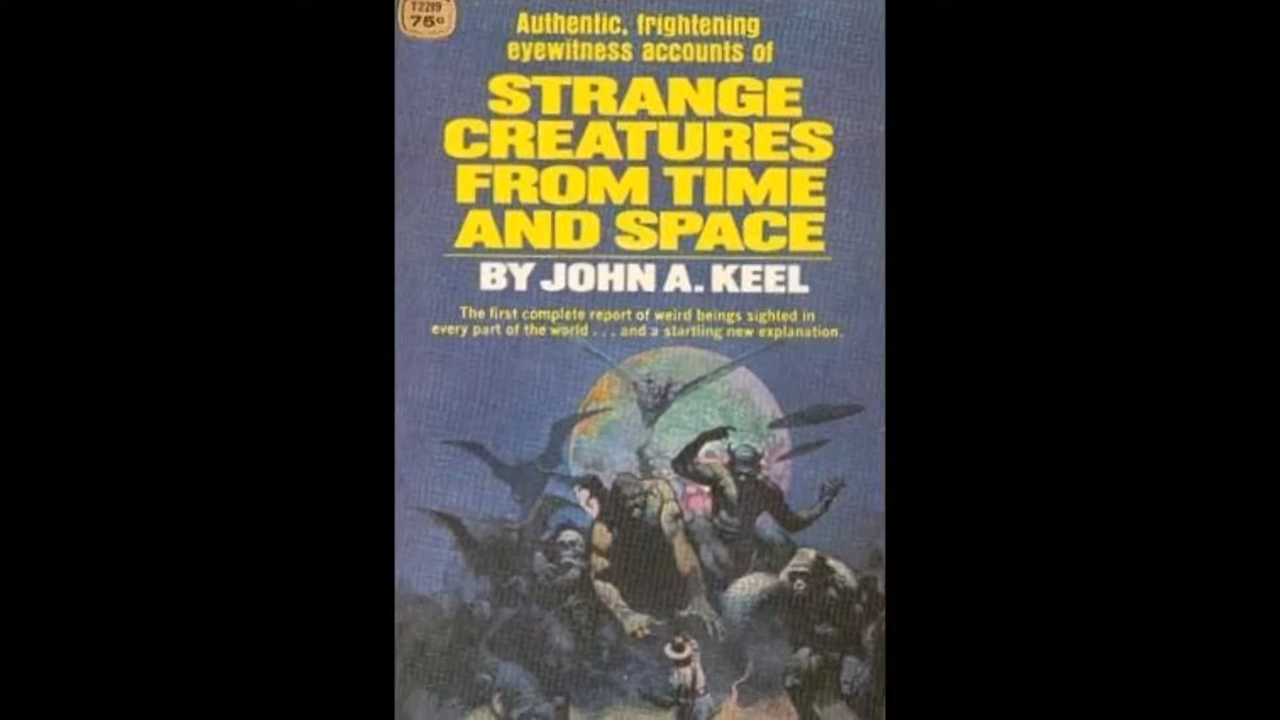 T2219
75¢
Authentic, frightening
eyewitness accounts of
STRANGE
CREATURES
FROM TIME
AND SPACE
BY JOHN A. KEEL
The first complete report of weird beings sighted in
every part of the world . . . and a startling new explanation.